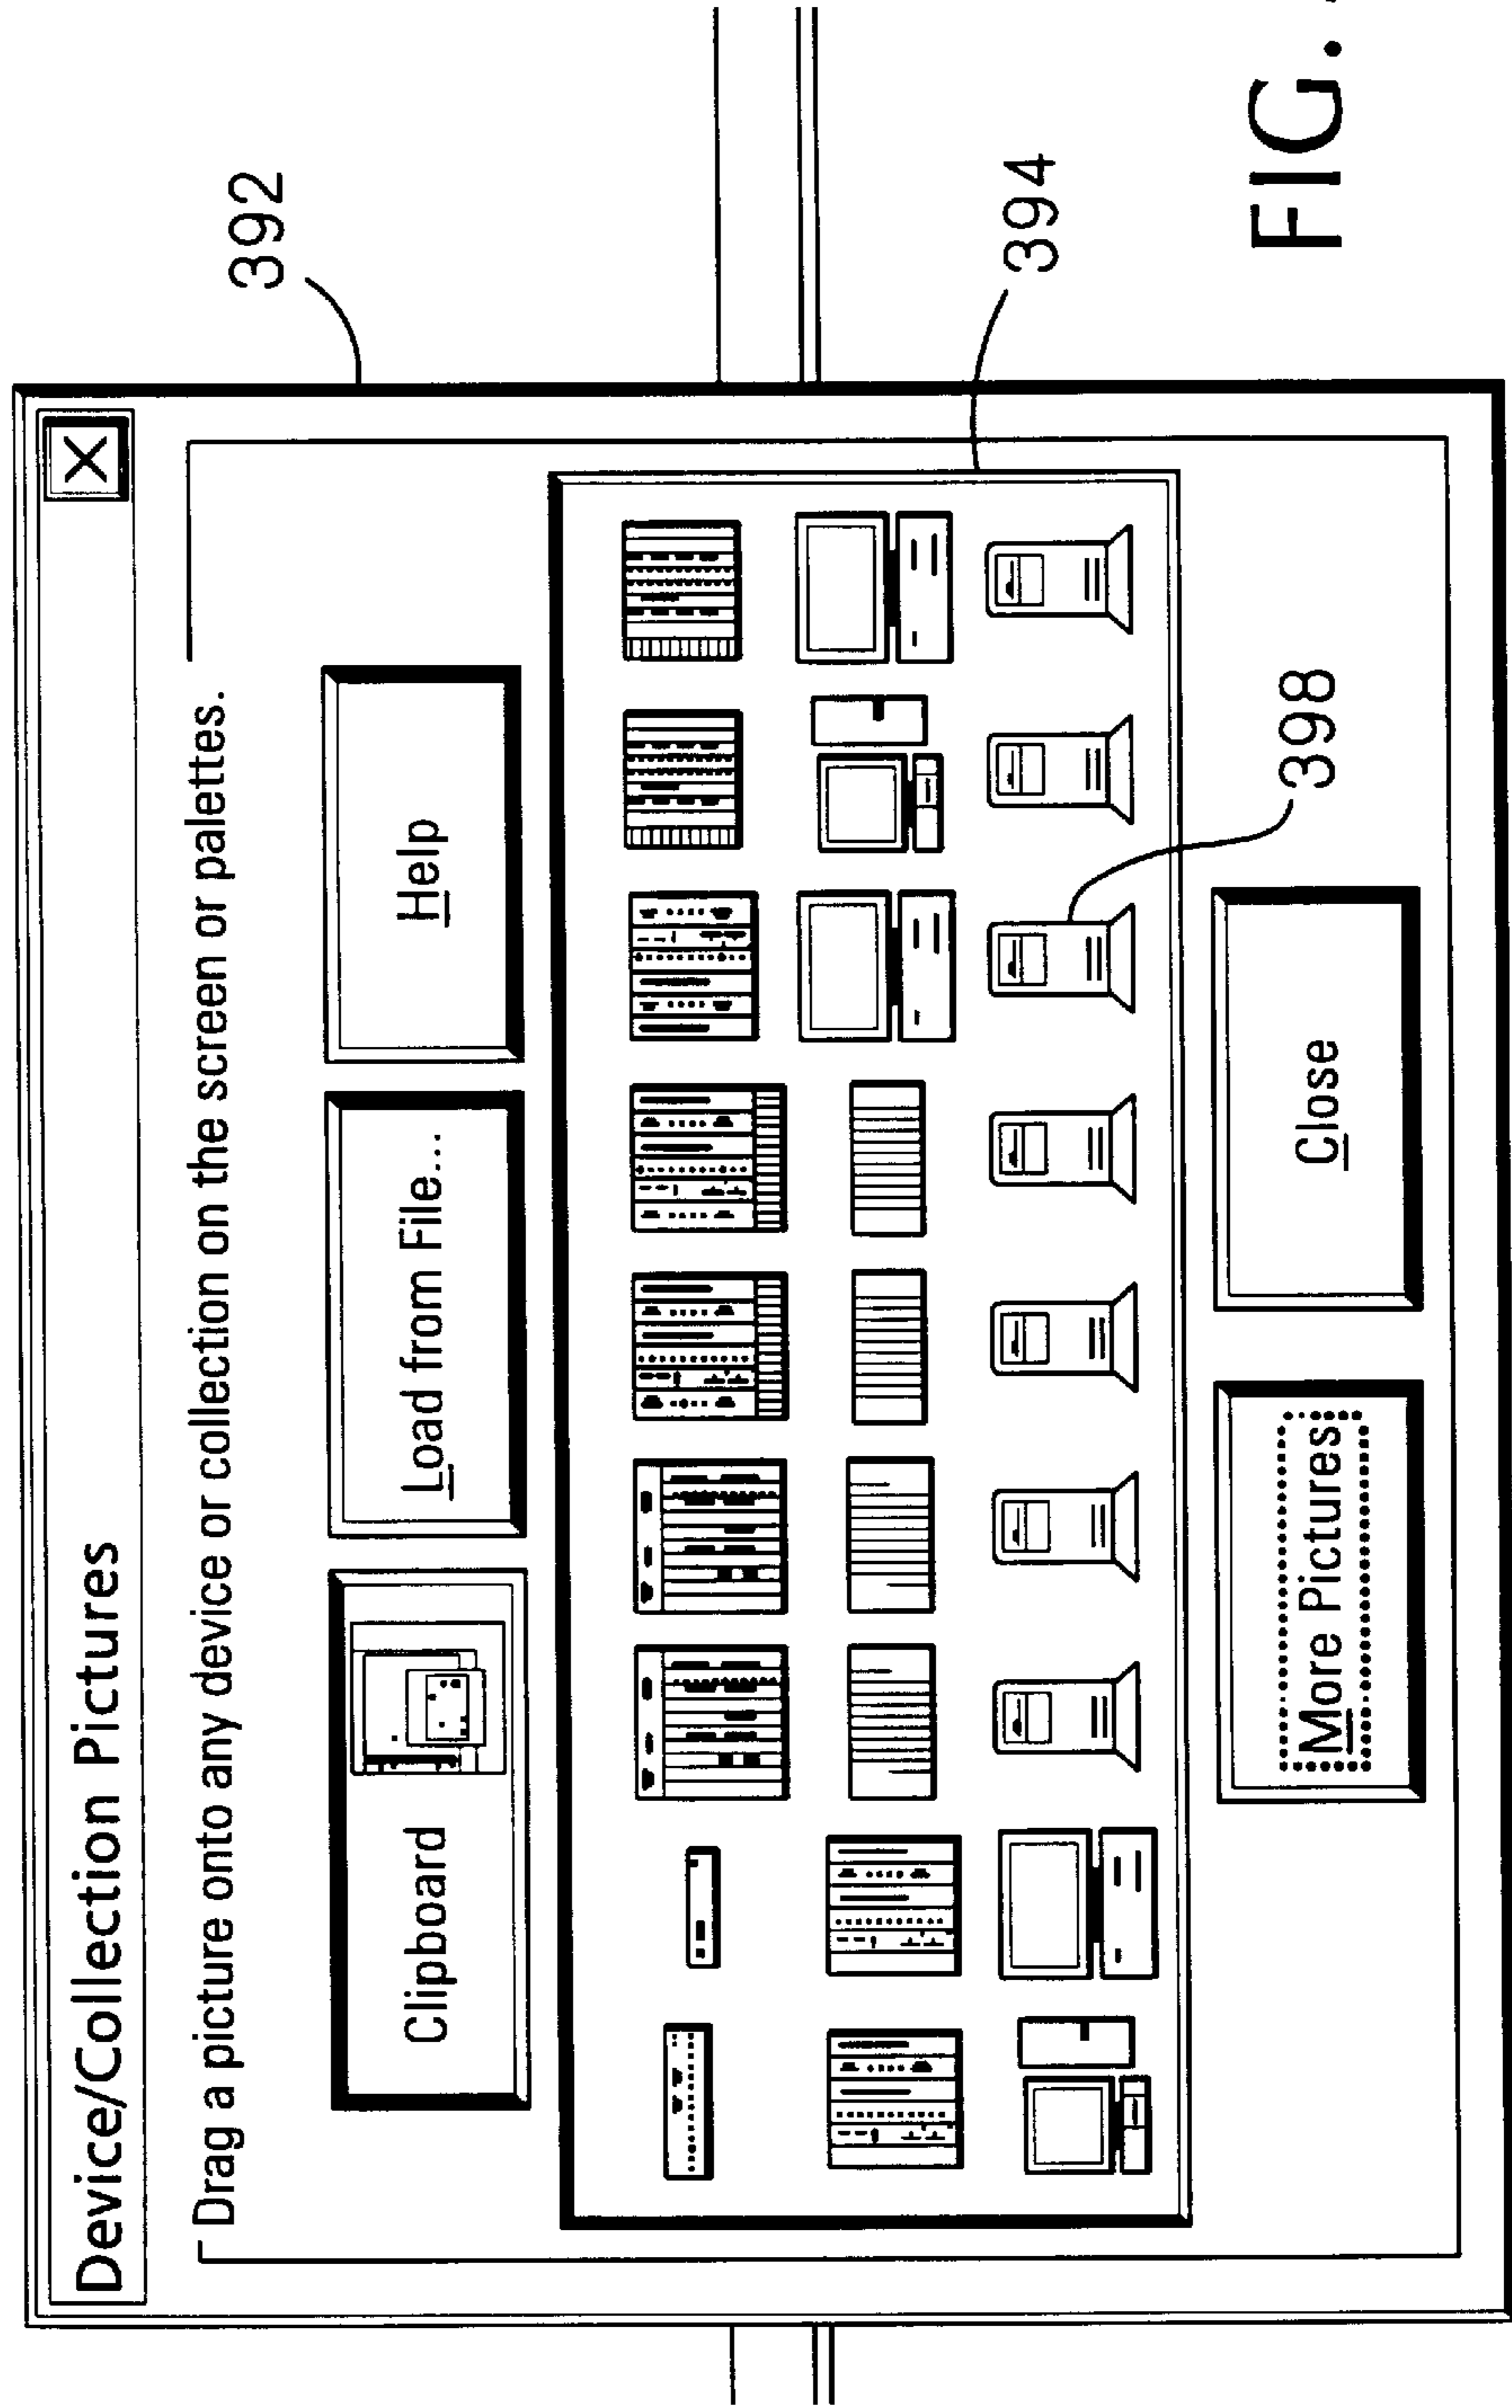 Device/Collection Pictures X
Drag a picture onto any device or collection on the screen or palettes.
Clipboard
Load from File...
Help
More Pictures
Close
392
394
398
FIG.